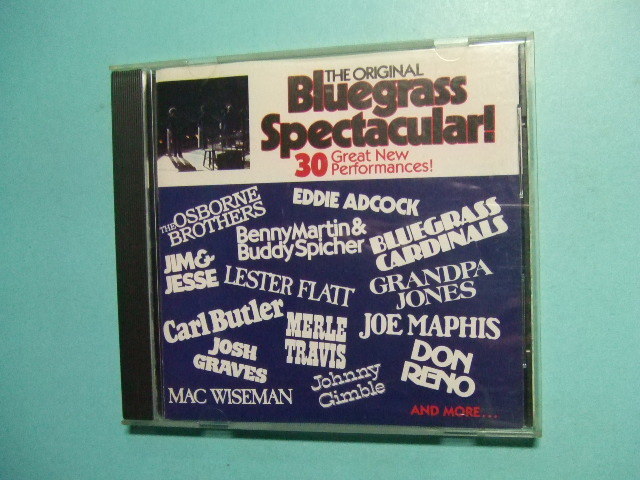 THE ORIGINAL
Bluegrass
Spectacular!
30 Great New
Performances!
THE OSBORNE
BROTHERS
EDDIE ADCOCK
Benny Martin &
Buddy Spicher
BLUEGRASS
CARDINALS
JIM &
JESSE
LESTER FLATT
GRANDPA
JONES
Carl Butler
MERLE
TRAVIS
JOE MAPHIS
JOSH
GRAVES
DON
RENO
MAC WISEMAN
Johnny
Gimble
AND MORE...